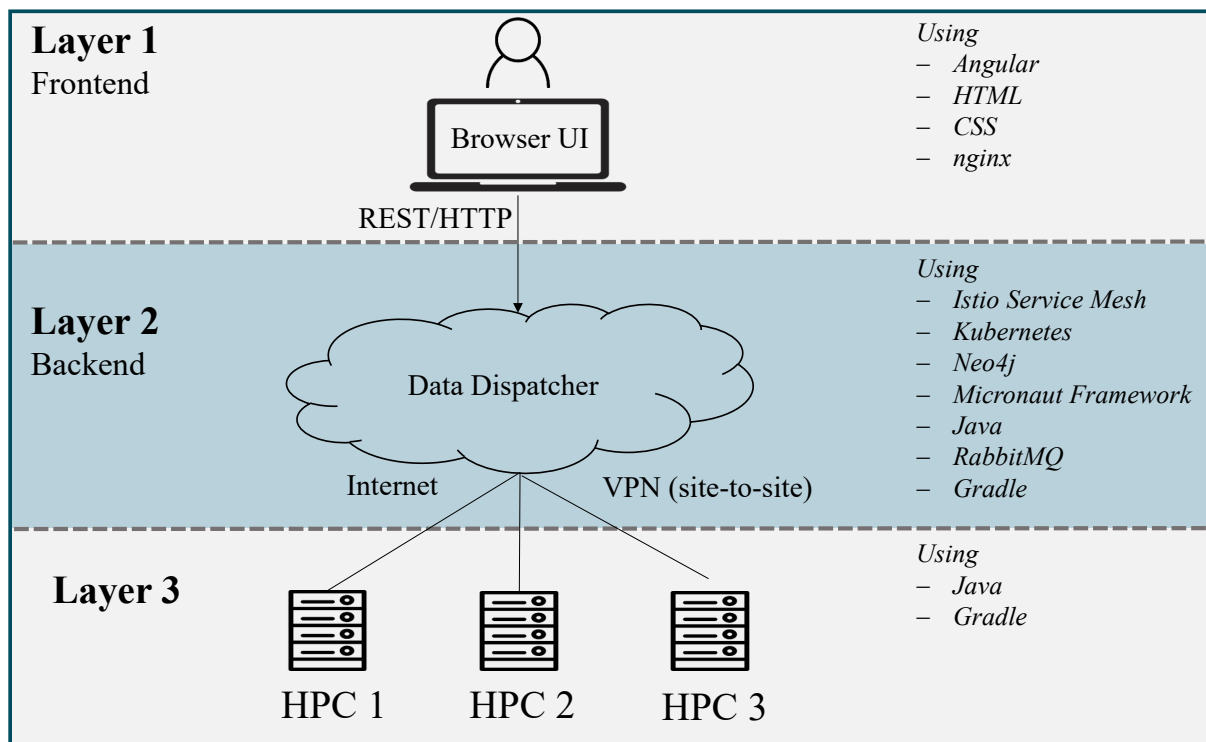 Layer 1
Frontend
Browser UI
REST/HTTP
Using
– Angular
– HTML
– CSS
– nginx
Layer 2
Backend
Data Dispatcher
Internet
VPN (site-to-site)
Using
– Istio Service Mesh
– Kubernetes
– Neo4j
– Micronaut Framework
– Java
– RabbitMQ
– Gradle
Layer 3
HPC 1
HPC 2
HPC 3
Using
– Java
– Gradle